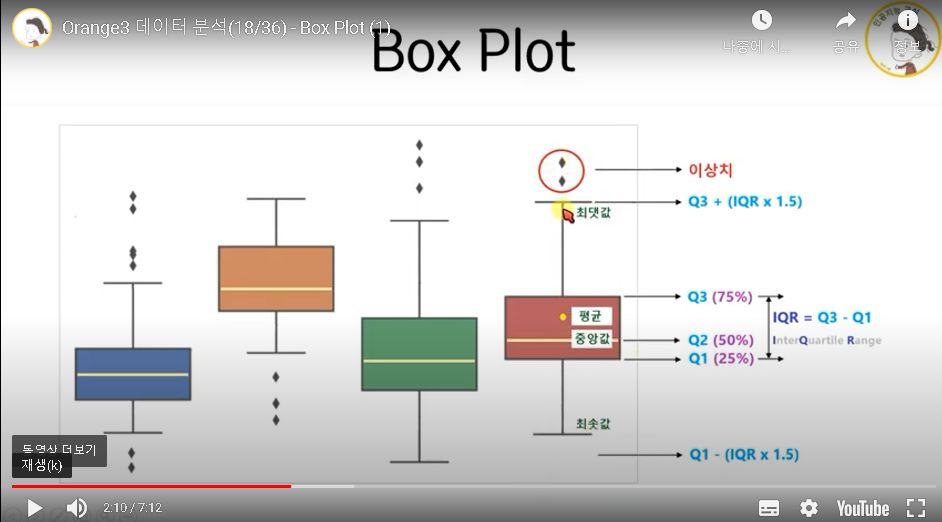 Orange3 데이터 분석(18/36) - Box Plot (1)
나중에 시...
공유
정보
Box Plot
이상치
Q3 + (IQR x 1.5)
최댓값
Q3 (75%)
평균
IQR = Q3 - Q1
중앙값
Q2 (50%)
InterQuartile Range
Q1 (25%)
최솟값
Q1 - (IQR x 1.5)
동영상 더보기
재생(k)
2:10 / 7:12
YouTube